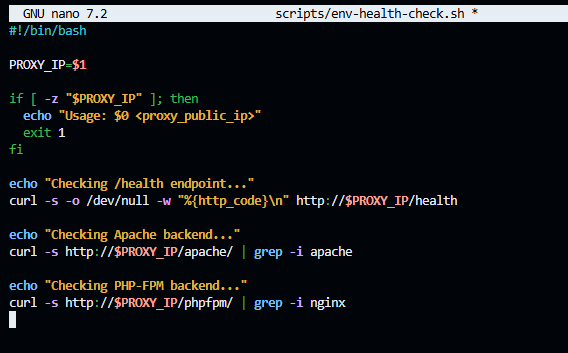 GNU nano 7.2 scripts/env-health-check.sh *
#!/bin/bash
PROXY_IP=$1
if [ -z "$PROXY_IP" ]; then
  echo "Usage: $0 <proxy_public_ip>"
  exit 1
fi
echo "Checking /health endpoint..."
curl -s -o /dev/null -w "%{http_code}\n" http://$PROXY_IP/health
echo "Checking Apache backend..."
curl -s http://$PROXY_IP/apache/ | grep -i apache
echo "Checking PHP-FPM backend..."
curl -s http://$PROXY_IP/phpfpm/ | grep -i nginx